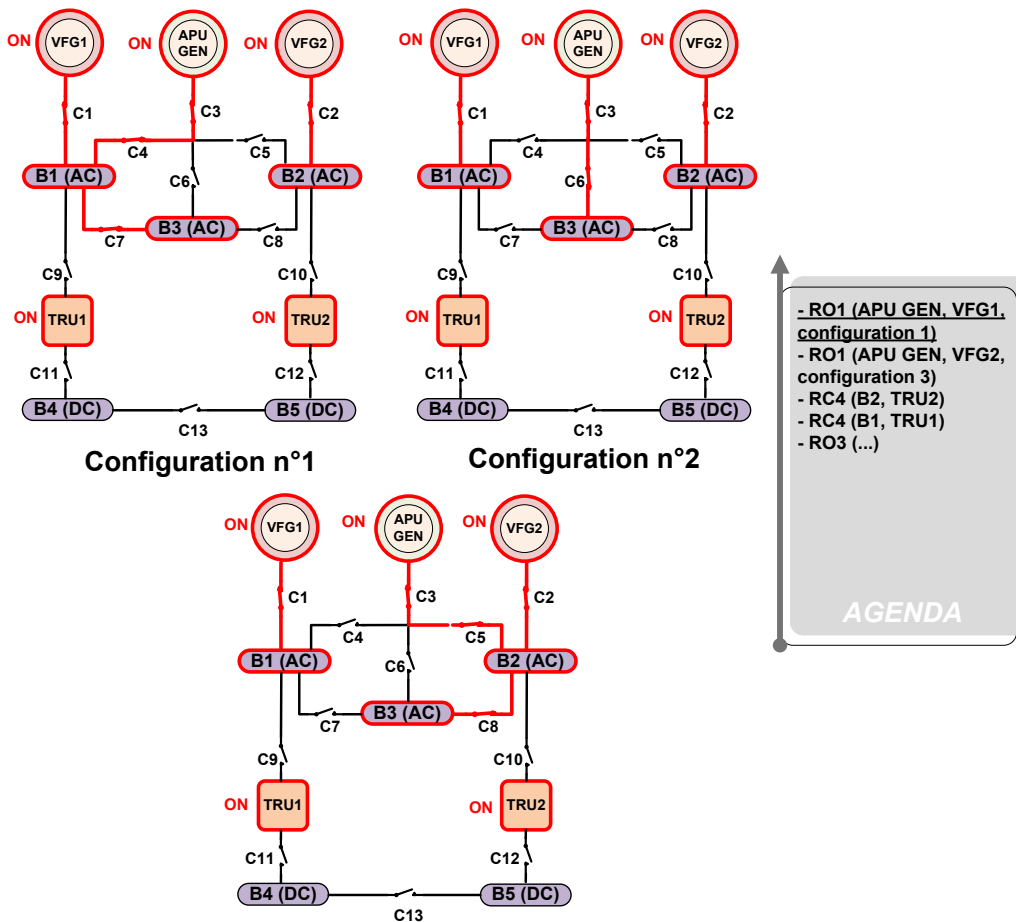 ON
VFG1
ON
APU
GEN
ON
VFG2
C1
C3
C2
C4
C5
B1 (AC)
C6
B2 (AC)
B3 (AC)
C7
C8
C9
C10
ON
TRU1
ON
TRU2
C11
C12
B4 (DC)
B5 (DC)
C13
Configuration n°1
ON
VFG1
ON
APU
GEN
ON
VFG2
C1
C3
C2
C4
C5
B1 (AC)
C6
B2 (AC)
B3 (AC)
C7
C8
C9
C10
ON
TRU1
ON
TRU2
C11
C12
B4 (DC)
B5 (DC)
C13
Configuration n°2
- RO1 (APU GEN, VFG1,
configuration 1)
- RO1 (APU GEN, VFG2,
configuration 3)
- RC4 (B2, TRU2)
- RC4 (B1, TRU1)
- RO3 (...)
AGENDA
ON
VFG1
ON
APU
GEN
ON
VFG2
C1
C3
C2
C4
C5
B1 (AC)
C6
B2 (AC)
B3 (AC)
C7
C8
C9
C10
ON
TRU1
ON
TRU2
C11
C12
B4 (DC)
B5 (DC)
C13